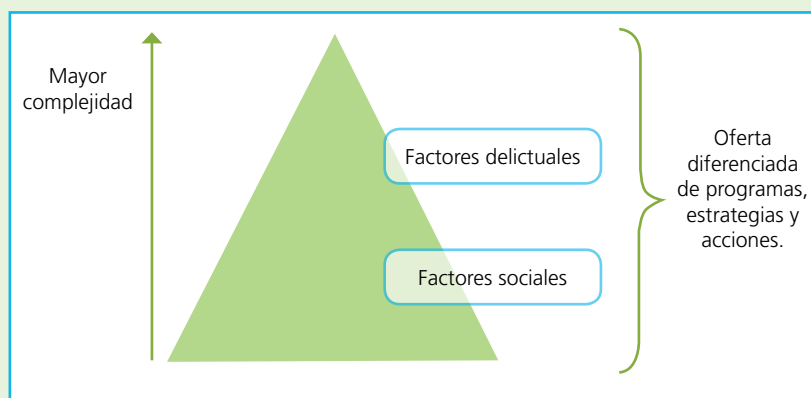 Mayor
complejidad
Factores delictuales
Factores sociales
Oferta
diferenciada
de programas,
estrategias y
acciones.